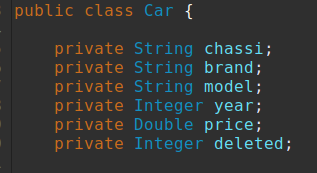 public class Car {
private String chassi;
private String brand;
private String model;
private Integer year;
private Double price;
private Integer deleted;